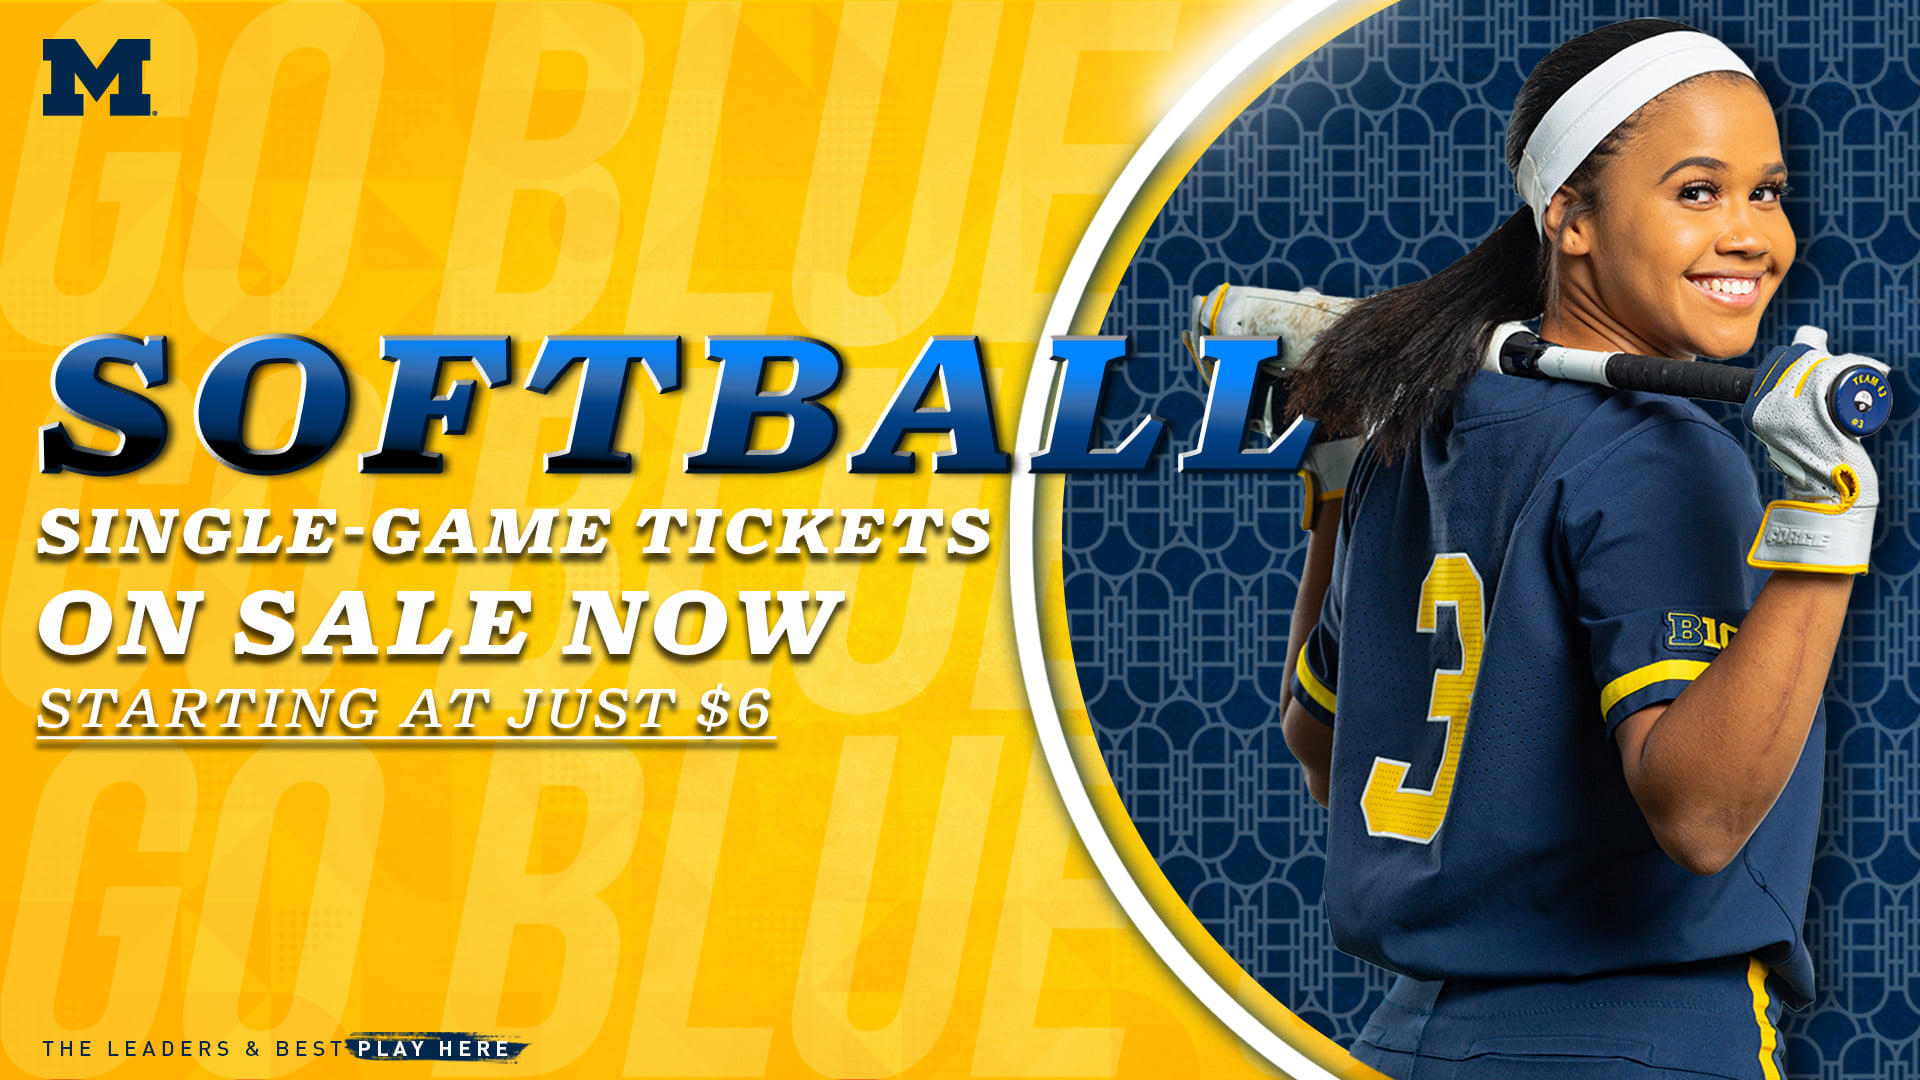 M
GO BLUE
SOFTBALL
SINGLE-GAME TICKETS
ON SALE NOW
STARTING AT JUST $6
GO BLUE
GO BLUE
THE LEADERS & BEST PLAY HERE
TEAM 43
#3
3
B1G